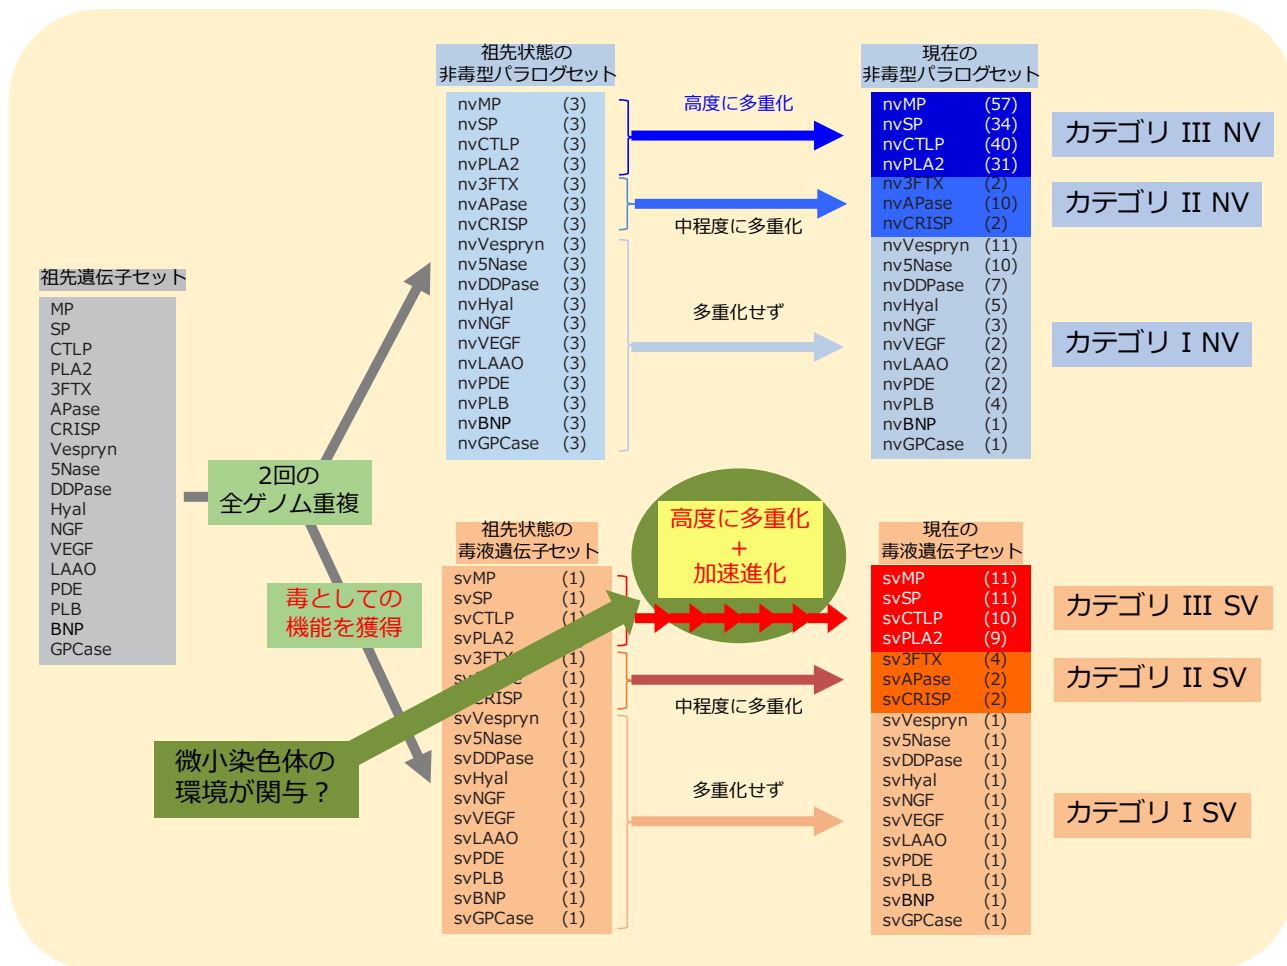 祖先遺伝子セット
MP
SP
CTLP
PLA2
3FTX
APase
CRISP
Vespryn
5Nase
DDPase
Hyal
NGF
VEGF
LAAO
PDE
PLB
BNP
GPCase
2回の
全ゲノム重複
毒としての
機能を獲得
微小染色体の
環境が関与？
祖先状態の
非毒型パラログセット
nvMP (3)
nvSP (3)
nvCTLP (3)
nvPLA2 (3)
nv3FTX (3)
nvAPase (3)
nvCRISP (3)
nvVespryn (3)
nv5Nase (3)
nvDDPase (3)
nvHyal (3)
nvNGF (3)
nvVEGF (3)
nvLAAO (3)
nvPDE (3)
nvPLB (3)
nvBNP (3)
nvGPCase (3)
高度に多重化
中程度に多重化
多重化せず
現在の
非毒型パラログセット
nvMP (57)
nvSP (34)
nvCTLP (40)
nvPLA2 (31)
nv3FTX (2)
nvAPase (10)
nvCRISP (2)
nvVespryn (11)
nv5Nase (10)
nvDDPase (7)
nvHyal (5)
nvNGF (3)
nvVEGF (2)
nvLAAO (2)
nvPDE (2)
nvPLB (4)
nvBNP (1)
nvGPCase (1)
カテゴリ III NV
カテゴリ II NV
カテゴリ I NV
祖先状態の
毒液遺伝子セット
svMP (1)
svSP (1)
svCTLP
svPLA2
sv3FTX (1)
(1)
CRISP (1)
svVespryn (1)
sv5Nase (1)
svDDPase (1)
svHyal (1)
svNGF (1)
svVEGF (1)
svLAAO (1)
svPDE (1)
svPLB (1)
svBNP (1)
svGPCase (1)
高度に多重化
+
加速進化
中程度に多重化
多重化せず
現在の
毒液遺伝子セット
svMP (11)
svSP (11)
svCTLP (10)
svPLA2 (9)
sv3FTX (4)
svAPase (2)
svCRISP (2)
svVespryn (1)
sv5Nase (1)
svDDPase (1)
svHyal (1)
svNGF (1)
svVEGF (1)
svLAAO (1)
svPDE (1)
svPLB (1)
svBNP (1)
svGPCase (1)
カテゴリ III SV
カテゴリ II SV
カテゴリ I SV